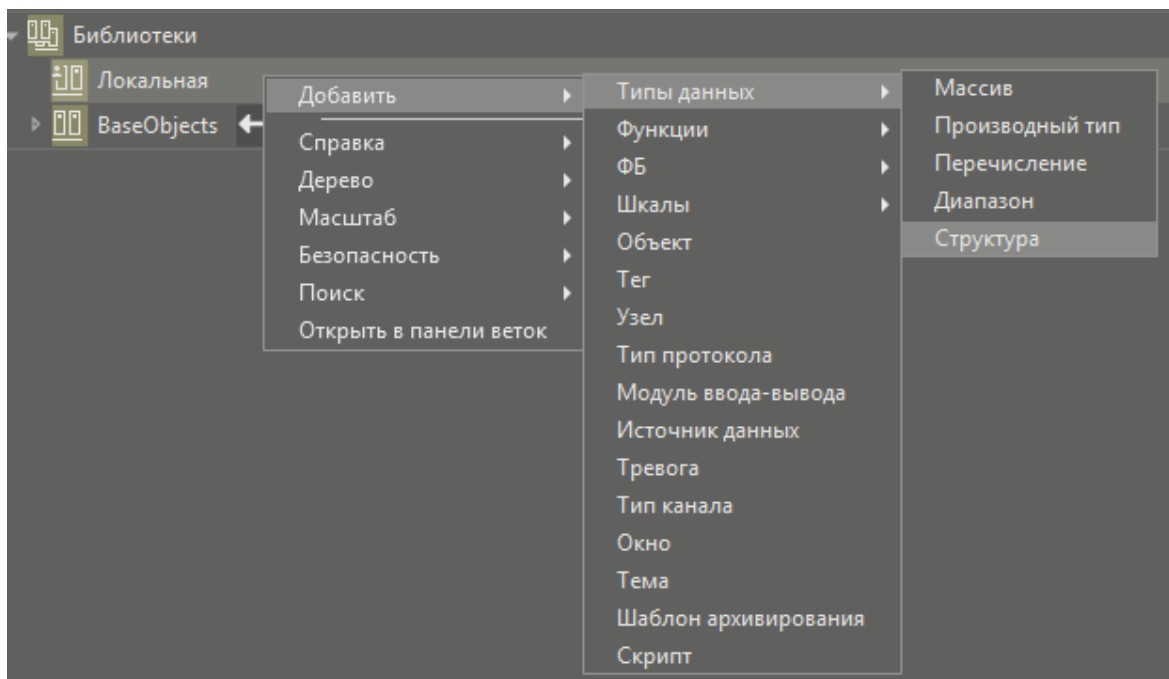 Библиотеки
Локальная
BaseObjects
Добавить
Справка
Дерево
Масштаб
Безопасность
Поиск
Открыть в панели веток
Типы данных
Функции
ФБ
Шкалы
Объект
Тег
Узел
Тип протокола
Модуль ввода-вывода
Источник данных
Тревога
Тип канала
Окно
Тема
Шаблон архивирования
Скрипт
Массив
Производный тип
Перечисление
Диапазон
Структура